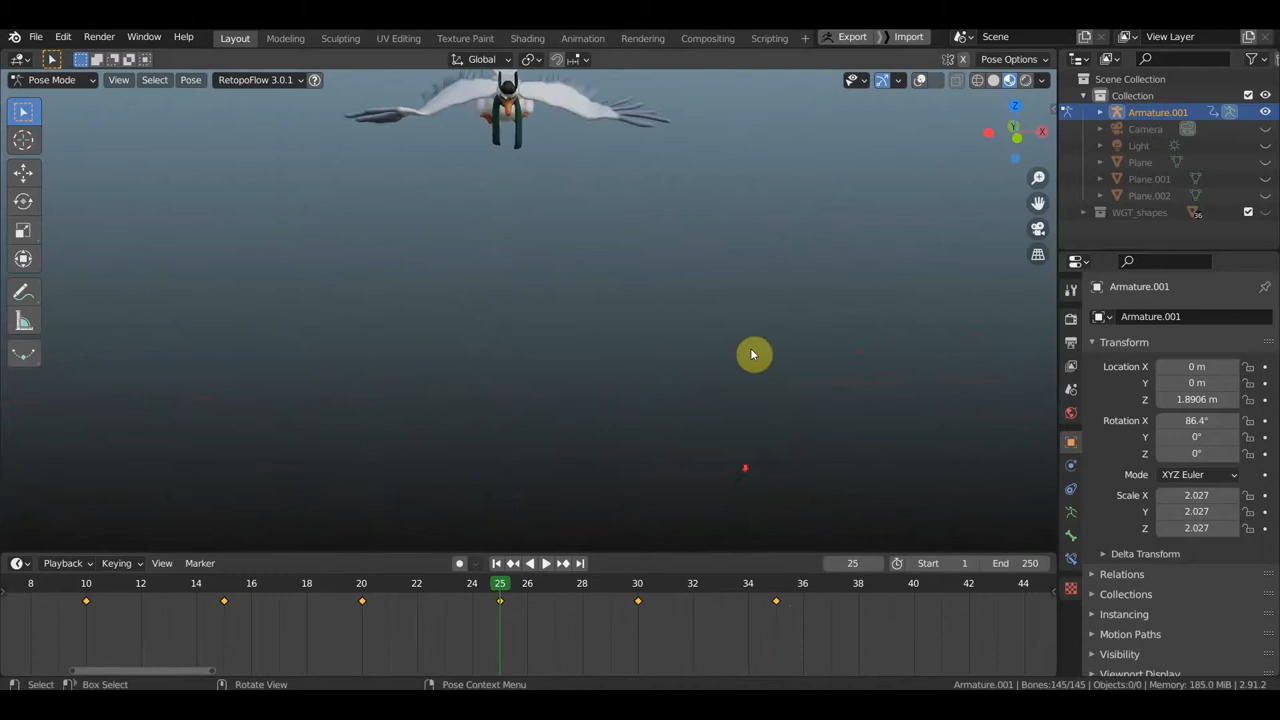 File Edit Render Window Help Layout Modeling Sculpting UV Editing Texture Paint Shading Animation Rendering Compositing Scripting + Export Import Scene View Layer
Global Pose Options
Pose Mode View Select Pose RetopoFlow 3.0.1
Scene Collection
Collection
Armature.001
Camera
Light
Plane
Plane.001
Plane.002
WGT_shapes 36
Z
Y
X
Armature.001
Armature.001
Transform
Location X 0 m
Y 0 m
Z 1.8906 m
Rotation X 86.4°
Y 0°
Z 0°
Mode XYZ Euler
Scale X 2.027
Y 2.027
Z 2.027
Delta Transform
Relations
Collections
Instancing
Motion Paths
Visibility
Viewport Display
Playback Keying View Marker 25 Start 1 End 250
8 10 12 14 16 18 20 22 24 25 26 28 30 32 34 36 38 40 42 44
Select Box Select Rotate View Pose Context Menu Armature.001 | Bones:145/145 | Objects:0/0 | Memory: 185.0 MiB | 2.91.2